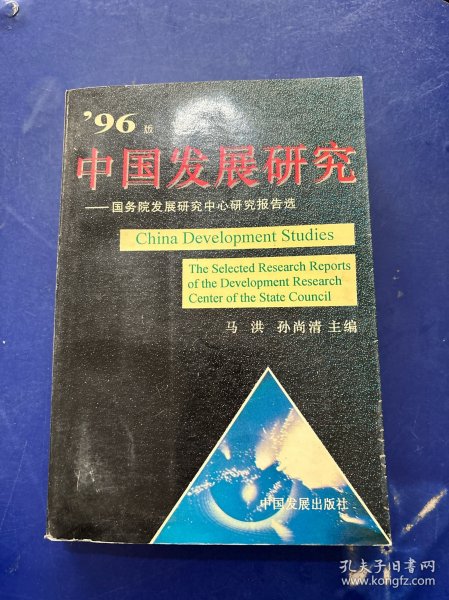 '96 版
中国发展研究
——国务院发展研究中心研究报告选
China Development Studies
The Selected Research Reports
of the Development Research
Center of the State Council
马 洪 孙尚清 主编
中国发展出版社
孔夫子旧书网
www.kongfz.com